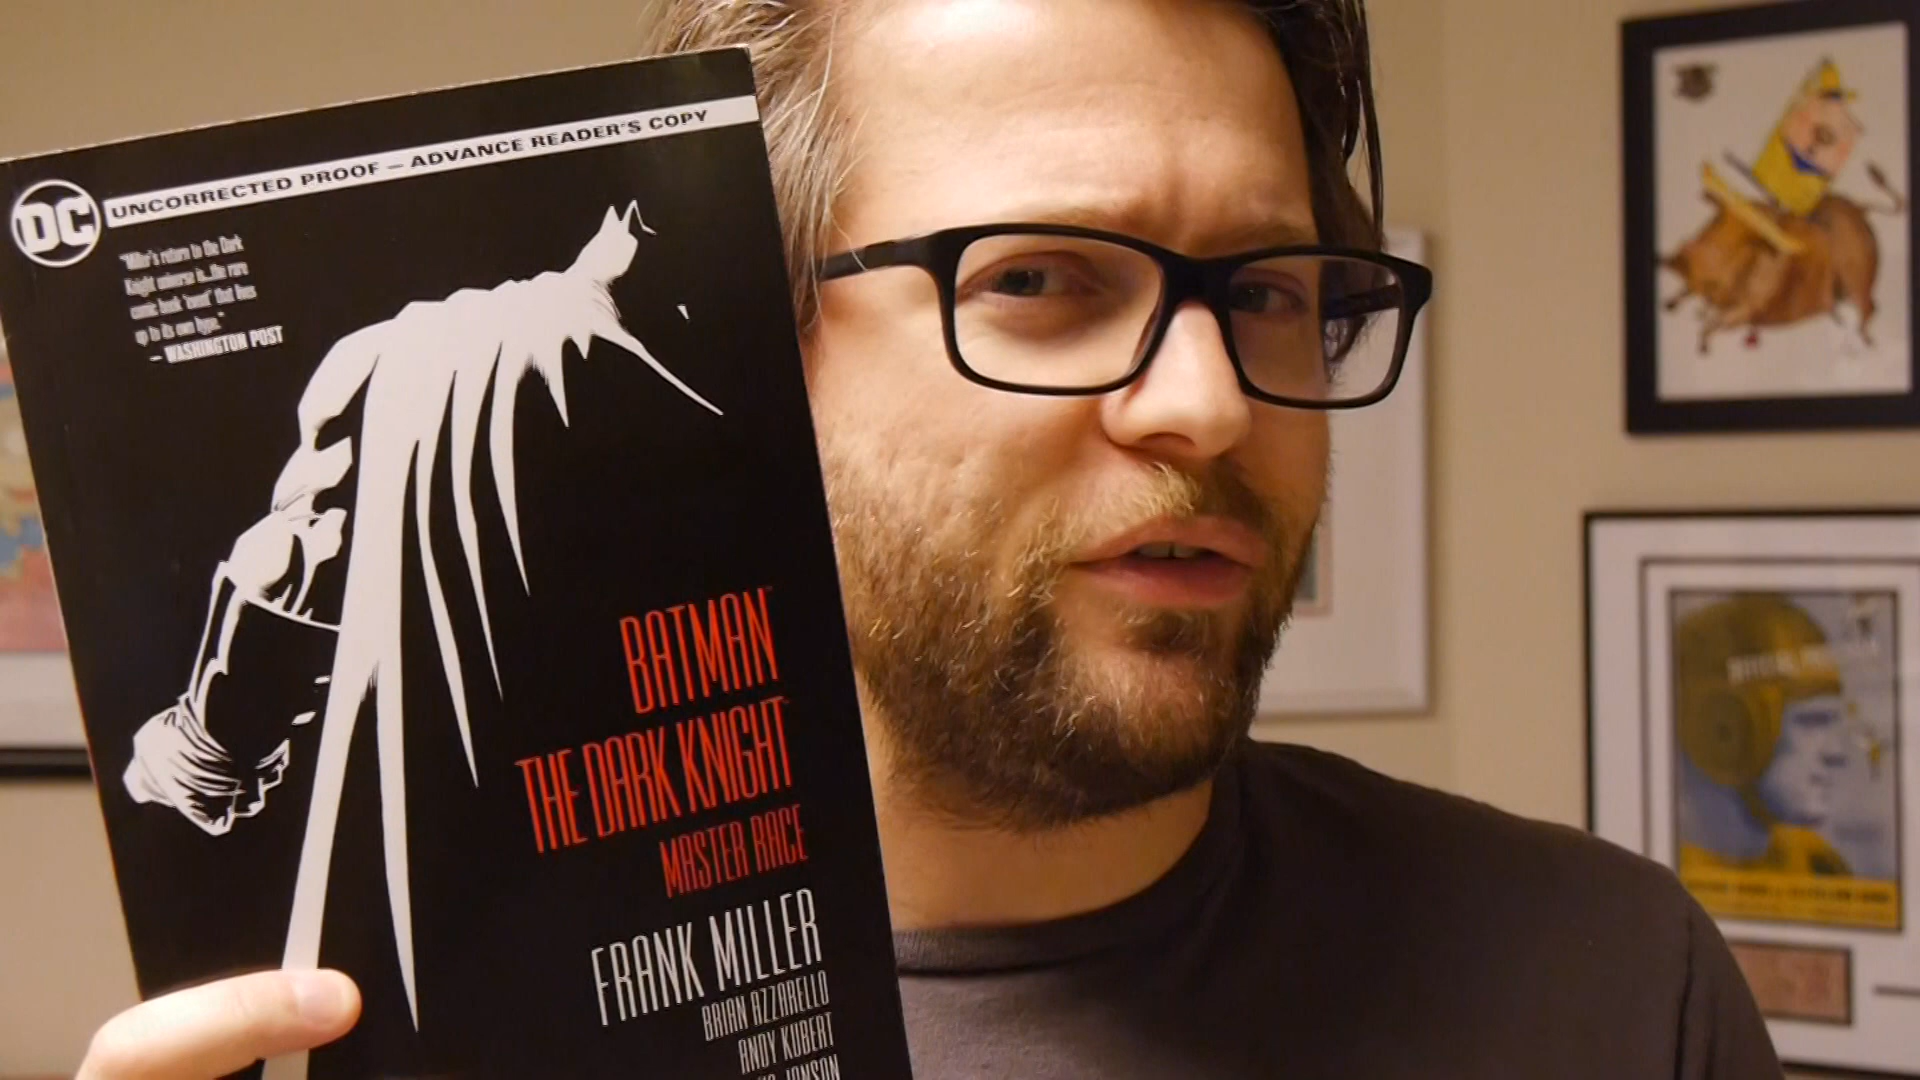 UNCORRECTED PROOF – ADVANCE READER'S COPY
DC
"Miller's return to the Dark
Knight universe is...the rare
comic book 'event' that lives
up to its own hype."
– WASHINGTON POST
BATMAN
THE DARK KNIGHT
MASTER RACE
FRANK MILLER
BRIAN AZZARELLO
ANDY KUBERT
JANSON